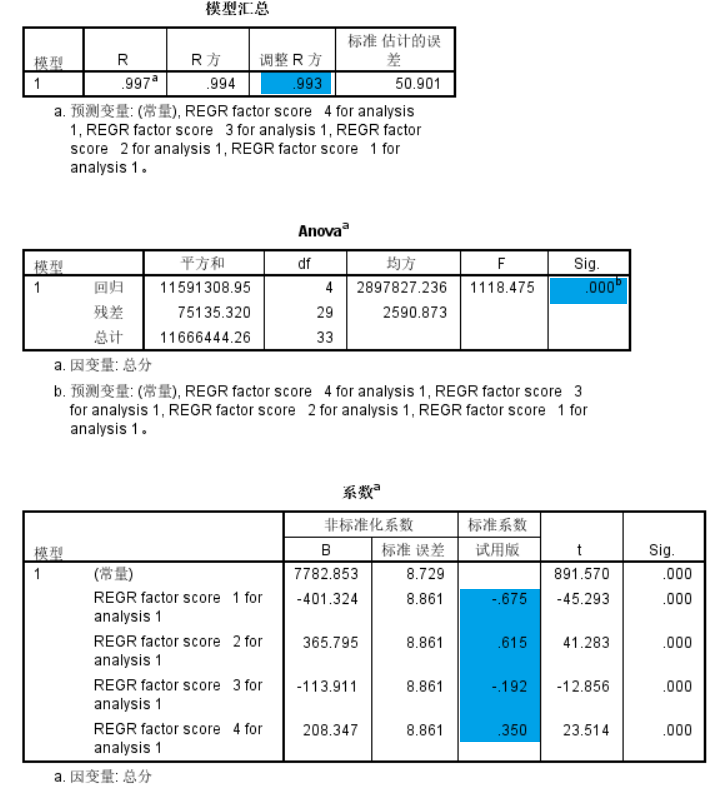 模型汇总
模型 R R 方 调整 R 方 标准 估计的误差
1 .997a .994 .993 50.901
a. 预测变量: (常量), REGR factor score 4 for analysis
1, REGR factor score 3 for analysis 1, REGR factor
score 2 for analysis 1, REGR factor score 1 for
analysis 1。
Anovaa
模型 平方和 df 均方 F Sig.
1 回归 11591308.95 4 2897827.236 1118.475 .000b
残差 75135.320 29 2590.873
总计 11666444.26 33
a. 因变量: 总分
b. 预测变量: (常量), REGR factor score 4 for analysis 1, REGR factor score 3
for analysis 1, REGR factor score 2 for analysis 1, REGR factor score 1 for
analysis 1。
系数a
非标准化系数 标准系数
模型 B 标准 误差 试用版 t Sig.
1 (常量) 7782.853 8.729 891.570 .000
REGR factor score 1 for -401.324 8.861 -.675 -45.293 .000
analysis 1
REGR factor score 2 for 365.795 8.861 .615 41.283 .000
analysis 1
REGR factor score 3 for -113.911 8.861 -.192 -12.856 .000
analysis 1
REGR factor score 4 for 208.347 8.861 .350 23.514 .000
analysis 1
a. 因变量: 总分